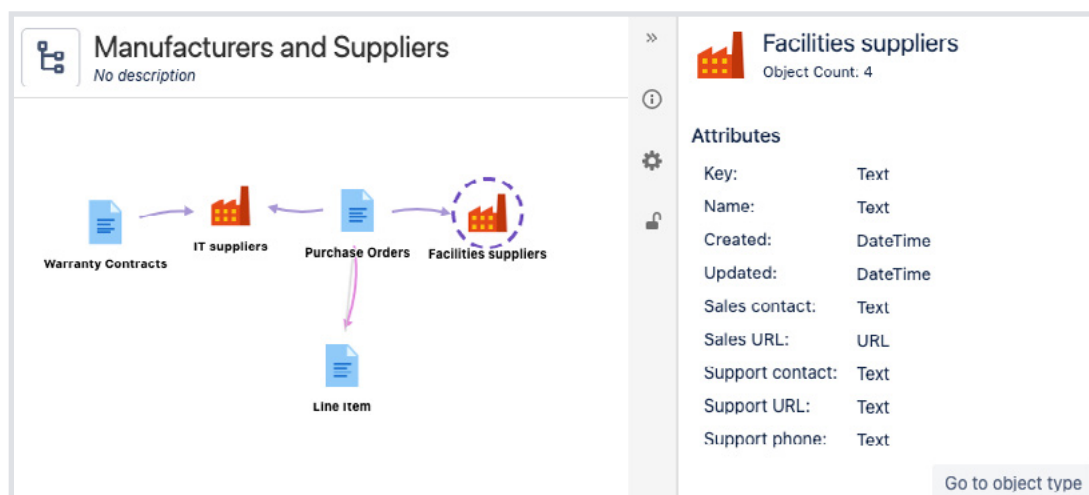 Manufacturers and Suppliers
No description
Warranty Contracts
IT suppliers
Purchase Orders
Facilities suppliers
Line Item
Facilities suppliers
Object Count: 4
Attributes
Key: Text
Name: Text
Created: DateTime
Updated: DateTime
Sales contact: Text
Sales URL: URL
Support contact: Text
Support URL: Text
Support phone: Text
Go to object type